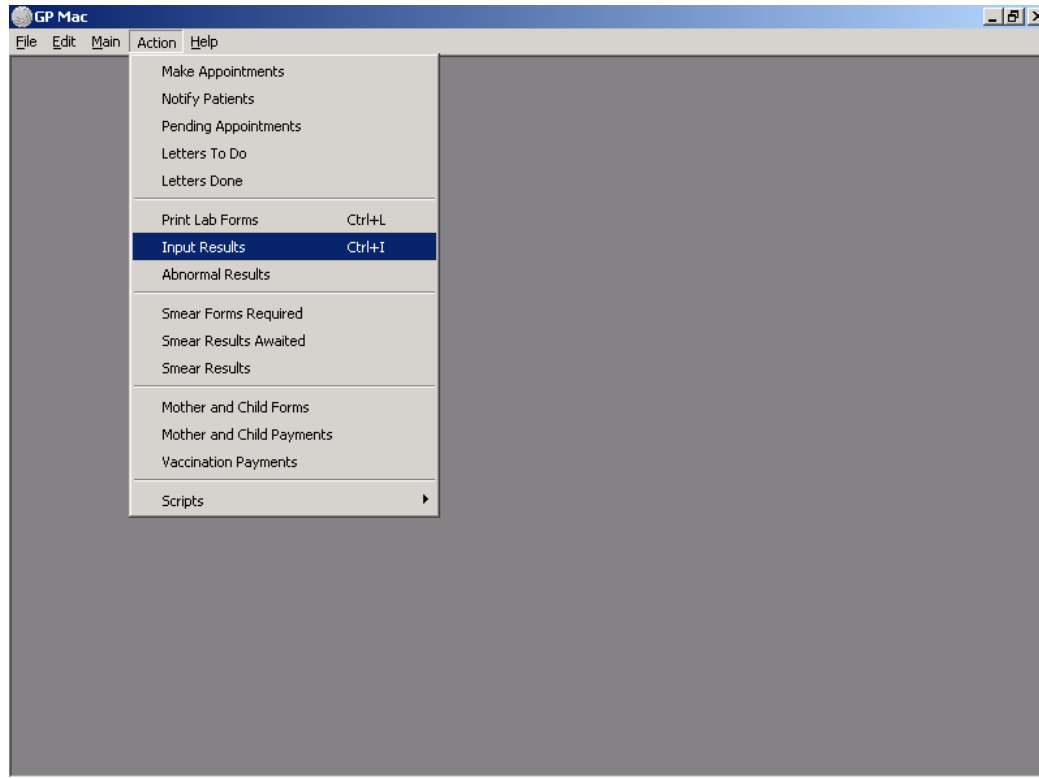 GP Mac
File Edit Main Action Help
Make Appointments
Notify Patients
Pending Appointments
Letters To Do
Letters Done
Print Lab Forms Ctrl+L
Input Results Ctrl+I
Abnormal Results
Smear Forms Required
Smear Results Awaited
Smear Results
Mother and Child Forms
Mother and Child Payments
Vaccination Payments
Scripts